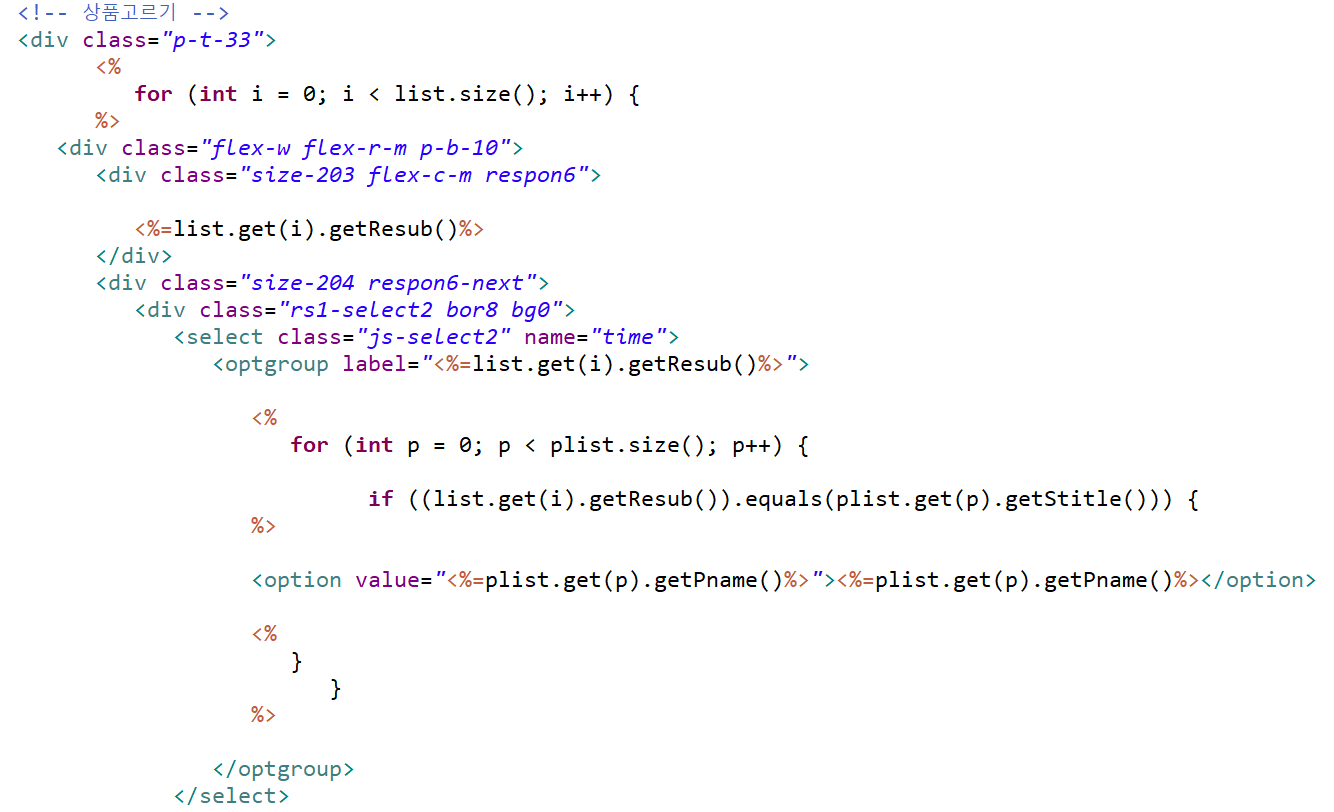 <!-- 상품고르기 -->
<div class="p-t-33">
<%
for (int i = 0; i < list.size(); i++) {
%>
<div class="flex-w flex-r-m p-b-10">
<div class="size-203 flex-c-m respon6">
<%=list.get(i).getResub()%>
</div>
<div class="size-204 respon6-next">
<div class="rs1-select2 bor8 bg0">
<select class="js-select2" name="time">
<optgroup label="<%=list.get(i).getResub()%>">
<%
for (int p = 0; p < plist.size(); p++) {
if ((list.get(i).getResub()).equals(plist.get(p).getStitle())) {
%>
<option value="<%=plist.get(p).getPname()%>"><%=plist.get(p).getPname()%></option>
<%
}
}
%>
</optgroup>
</select>